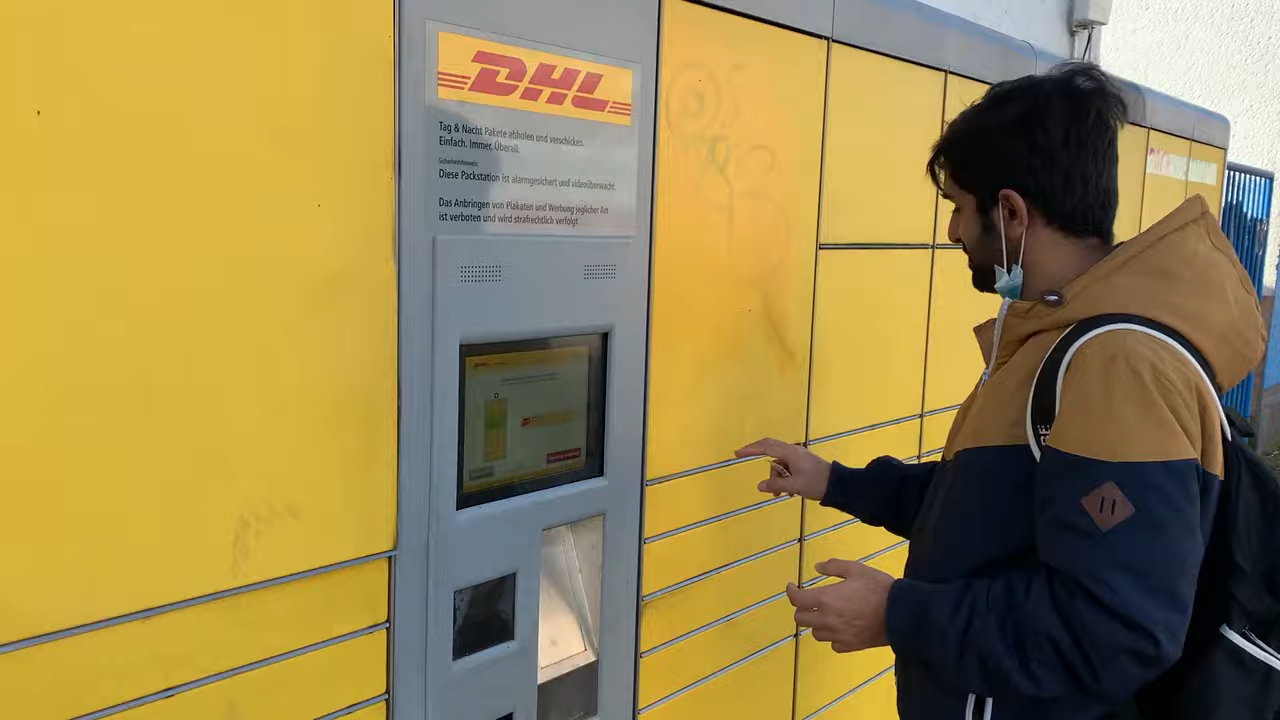 DHL
Tag & Nacht Pakete abholen und verschicken.
Einfach. Immer. Überall.
Sicherheitshinweis:
Diese Packstation ist alarmgesichert und videoüberwacht.
Das Anbringen von Plakaten und Werbung jeglicher Art
ist verboten und wird strafrechtlich verfolgt.